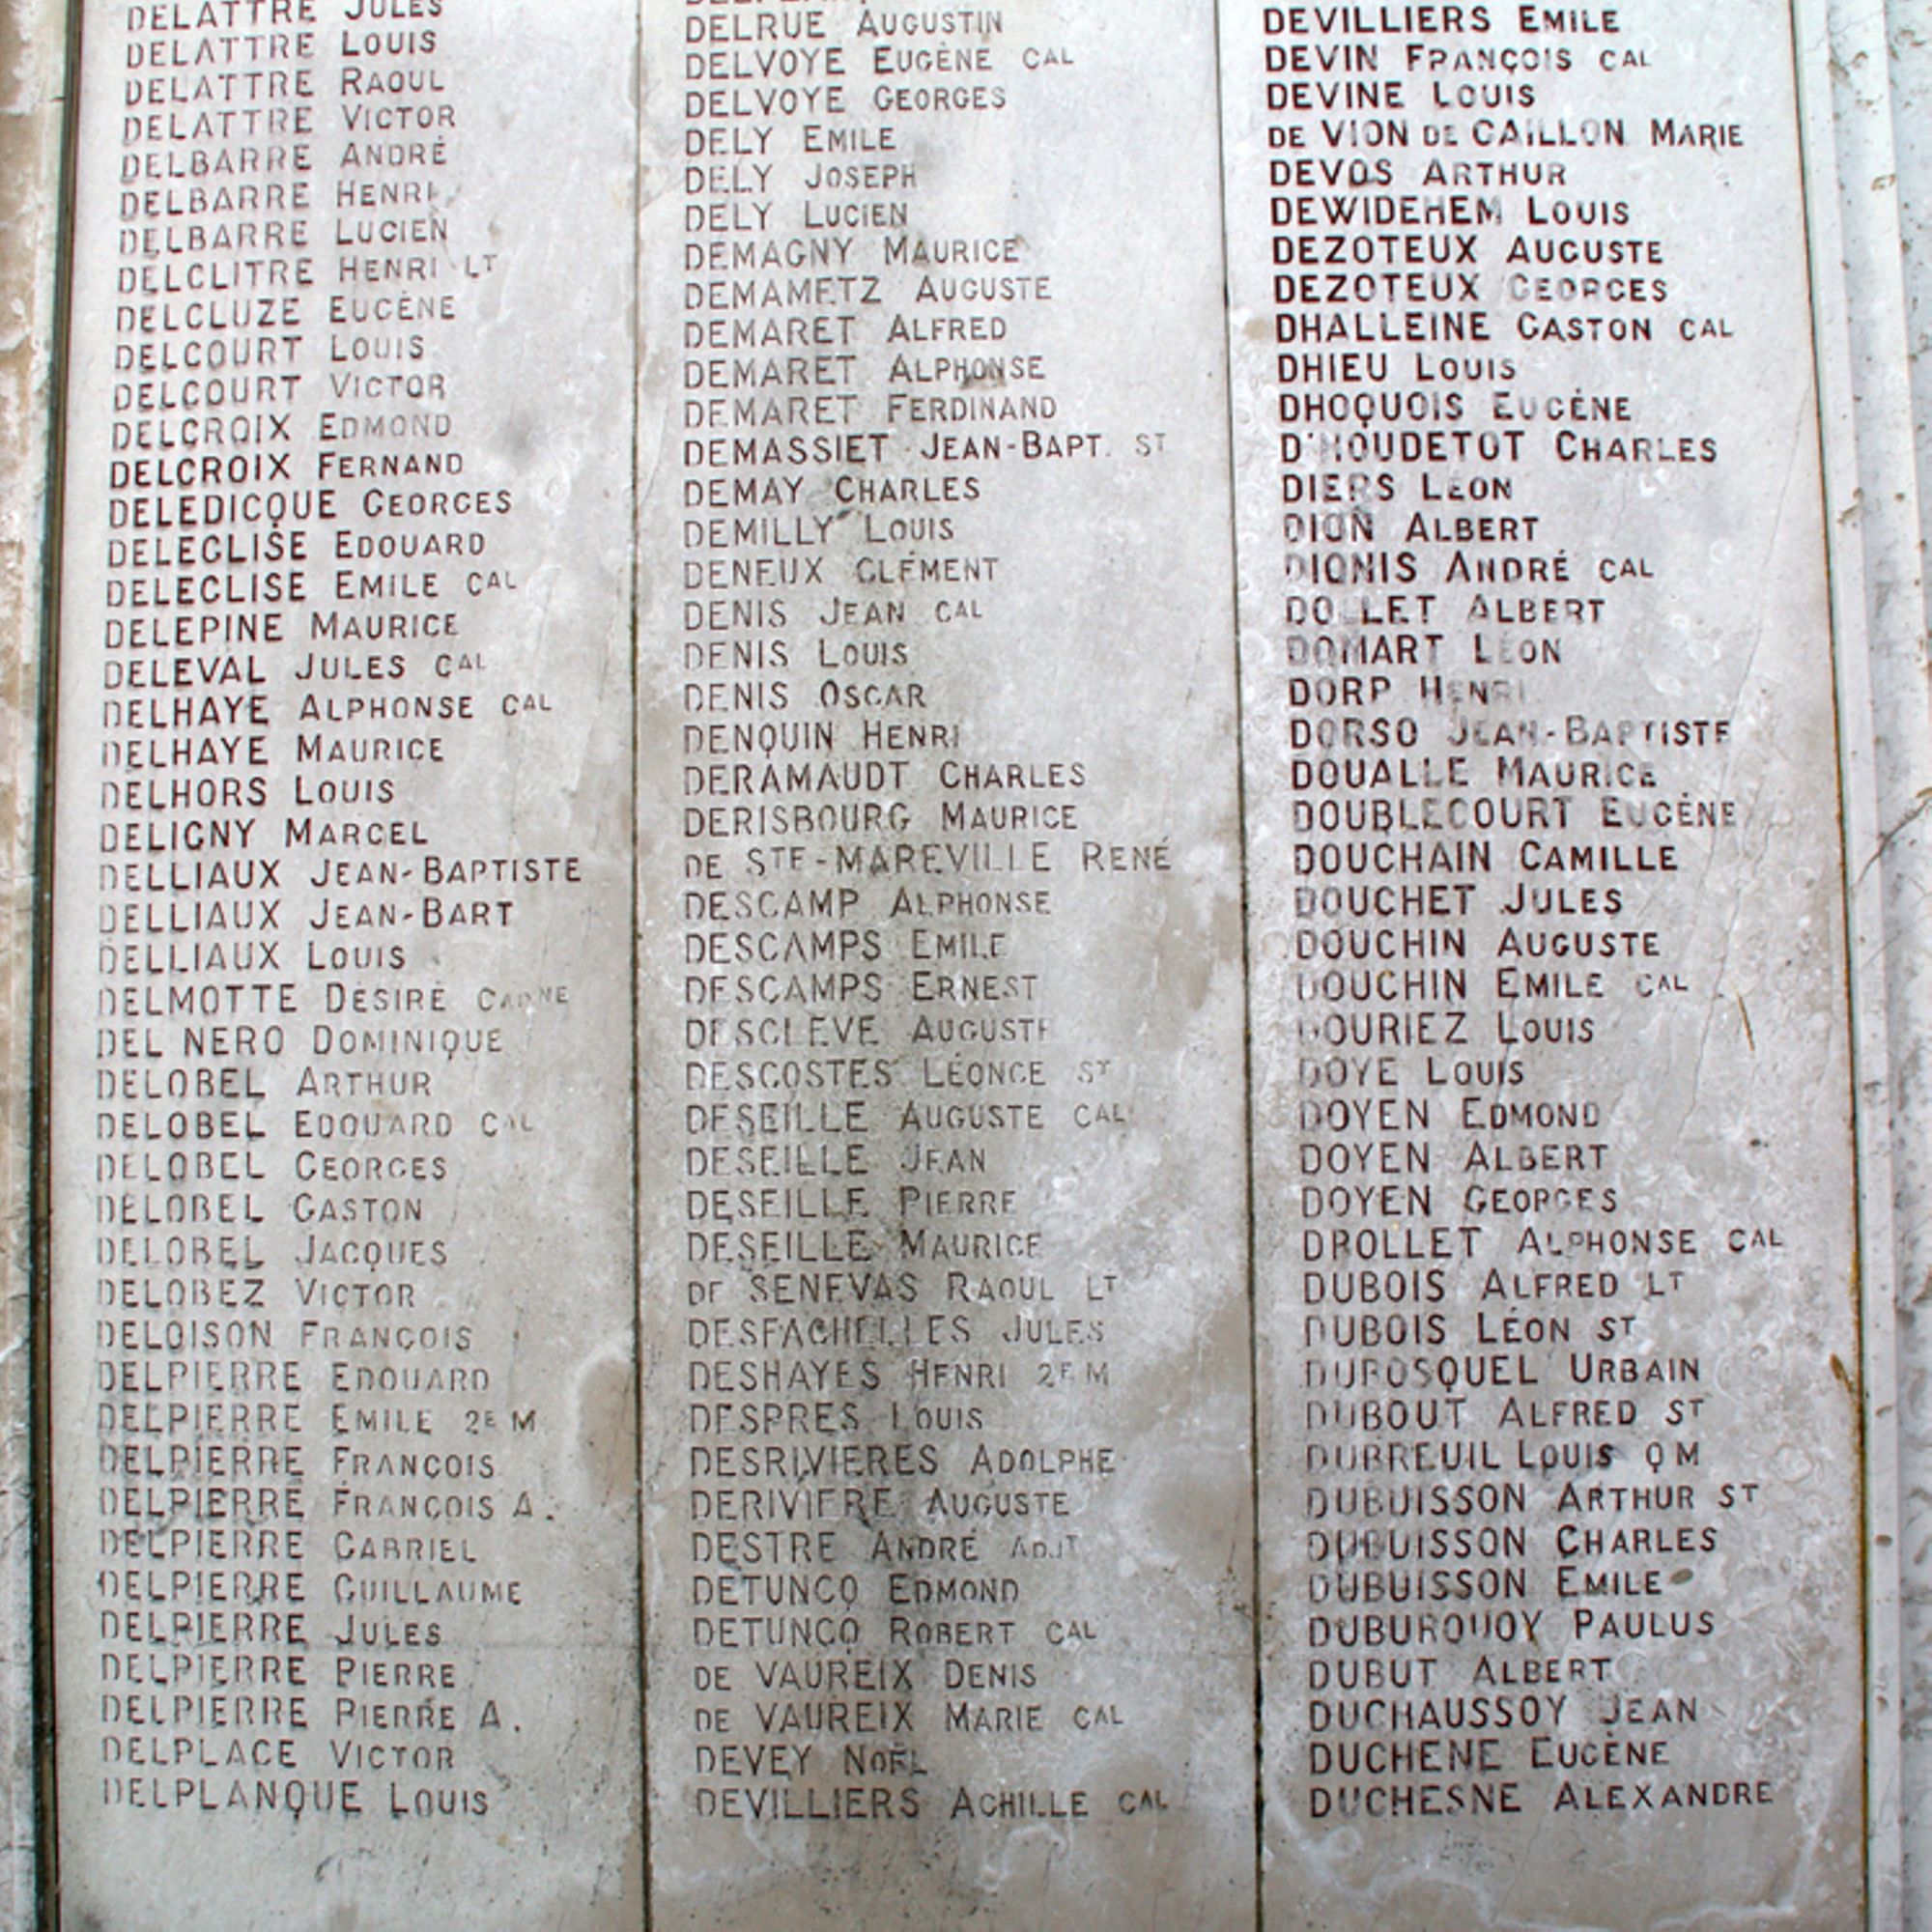 DELATTRE JULES
DELATTRE LOUIS
DELATTRE RAOUL
DELATTRE VICTOR
DELBARRE ANDRÉ
DELBARRE HENRI
DELBARRE LUCIEN
DELCLITRE HENRI LT
DELCLUZE EUGÈNE
DELCOURT LOUIS
DELCOURT VICTOR
DELCROIX EDMOND
DELCROIX FERNAND
DELEDICQUE GEORGES
DELEGLISE EDOUARD
DELEGLISE EMILE CAL
DELEPINE MAURICE
DELEVAL JULES CAL
DELHAYE ALPHONSE CAL
DELHAYE MAURICE
DELHORS LOUIS
DELIGNY MARCEL
DELLIAUX JEAN-BAPTISTE
DELLIAUX JEAN-BART
DELLIAUX LOUIS
DELMOTTE DÉSIRÉ
DEL NERO DOMINIQUE
DELOBEL ARTHUR
DELOBEL EDOUARD CAL
DELOBEL GEORGES
DELOBEL GASTON
DELOBEL JACQUES
DELOBEZ VICTOR
DELOISON FRANÇOIS
DELPIERRE EDOUARD
DELPIERRE EMILE 2E M
DELPIERRE FRANÇOIS
DELPIERRE FRANÇOIS A.
DELPIERRE GABRIEL
DELPIERRE GUILLAUME
DELPIERRE JULES
DELPIERRE PIERRE
DELPIERRE PIERRE A.
DELPLACE VICTOR
DELPLANQUE LOUIS
DELRUE AUGUSTIN
DELVOYE EUGÈNE CAL
DELVOYE GEORGES
DELY EMILE
DELY JOSEPH
DELY LUCIEN
DEMAGNY MAURICE
DEMAMETZ AUGUSTE
DEMARET ALFRED
DEMARET ALPHONSE
DEMARET FERDINAND
DEMASSIET JEAN-BAPT. ST
DEMAY CHARLES
DEMILLY LOUIS
DENEUX CLÉMENT
DENIS JEAN CAL
DENIS LOUIS
DENIS OSCAR
DENQUIN HENRI
DERAMAUDT CHARLES
DERISBOURG MAURICE
DE STE-MAREVILLE RENÉ
DESCAMP ALPHONSE
DESCAMPS EMILE
DESCAMPS ERNEST
DESCLEVE AUGUSTE
DESCOSTES LÉONCE ST
DESEILLE AUGUSTE CAL
DESEILLE JEAN
DESEILLE PIERRE
DESEILLE MAURICE
DE SENEVAS RAOUL LT
DESFACHELLES JULES
DESHAYES HENRI 2E M
DESPRES LOUIS
DESRIVIERES ADOLPHE
DERIVIERE AUGUSTE
DESTRE ANDRÉ ADJT
DETUNCQ EDMOND
DETUNCQ ROBERT CAL
DE VAUREIX DENIS
DE VAUREIX MARIE CAL
DEVEY NOËL
DEVILLIERS ACHILLE CAL
DEVILLIERS EMILE
DEVIN FRANÇOIS CAL
DEVINE LOUIS
DE VION DE GAILLON MARIE
DEVOS ARTHUR
DEWIDEHEM LOUIS
DEZOTEUX AUGUSTE
DEZOTEUX GEORGES
DHALLEINE GASTON CAL
DHIEU LOUIS
DHOQUOIS EUGÈNE
D'HOUDETOT CHARLES
DIERS LÉON
DION ALBERT
DIONIS ANDRÉ CAL
DOLLET ALBERT
DOMART LÉON
DORP HENRI
DORSO JEAN-BAPTISTE
DOUALLE MAURICE
DOUBLECOURT EUGÈNE
DOUCHAIN CAMILLE
DOUCHET JULES
DOUCHIN AUGUSTE
DOUCHIN EMILE CAL
DOURIEZ LOUIS
DOYE LOUIS
DOYEN EDMOND
DOYEN ALBERT
DOYEN GEORGES
DROLLET ALPHONSE CAL
DUBOIS ALFRED LT
DUBOIS LÉON ST
DUBOSQUEL URBAIN
DUBOUT ALFRED ST
DUBREUIL LOUIS QM
DUBUISSON ARTHUR ST
DUBUISSON CHARLES
DUBUISSON EMILE
DUBURQUOY PAULUS
DUBUT ALBERT
DUCHAUSSOY JEAN
DUCHENE EUGÈNE
DUCHESNE ALEXANDRE